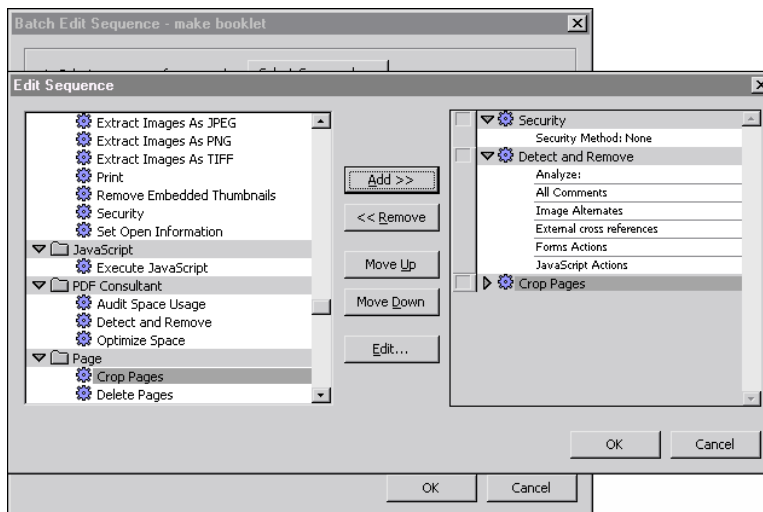 Batch Edit Sequence - make booklet
Edit Sequence
Extract Images As JPEG
Extract Images As PNG
Extract Images As TIFF
Print
Remove Embedded Thumbnails
Security
Set Open Information
JavaScript
Execute JavaScript
PDF Consultant
Audit Space Usage
Detect and Remove
Optimize Space
Page
Crop Pages
Delete Pages
Add >>
<< Remove
Move Up
Move Down
Edit...
Security
Security Method: None
Detect and Remove
Analyze:
All Comments
Image Alternates
External cross references
Forms Actions
JavaScript Actions
Crop Pages
OK Cancel
OK Cancel